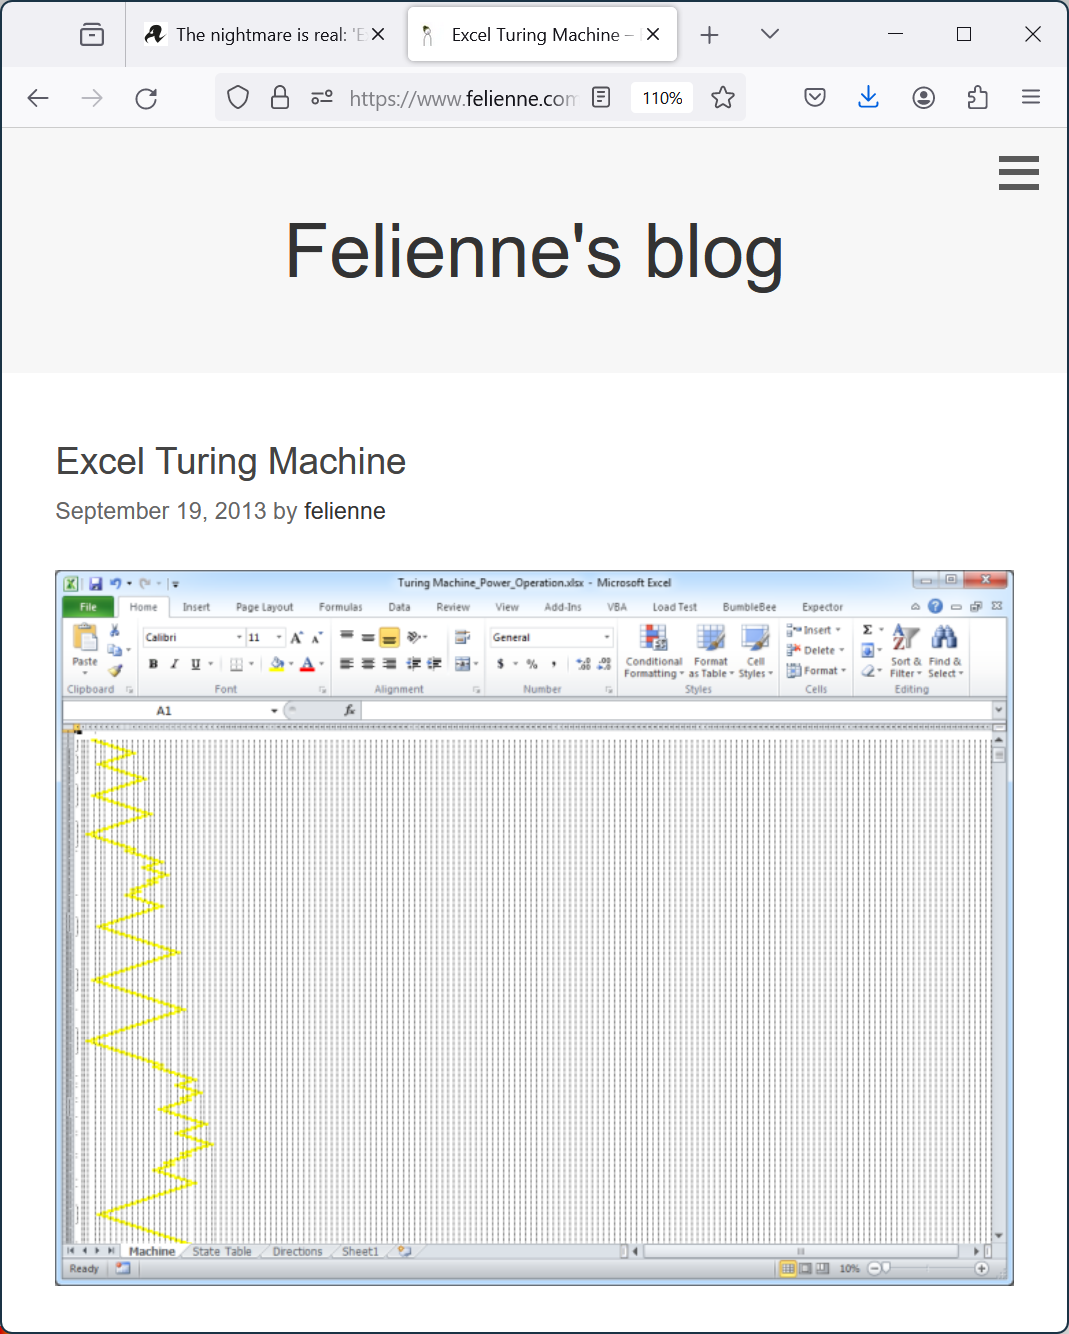 The nightmare is real: 'E
Excel Turing Machine –
https://www.felienne.com
110%
Felienne's blog
Excel Turing Machine
September 19, 2013 by felienne
Turing Machine_Power_Operation.xlsx - Microsoft Excel
File Home Insert Page Layout Formulas Data Review View Add-Ins VBA Load Test BumbleBee Expector
Calibri 11 General Insert Σ
Paste B I U A $ % , Conditional Formatting Format as Table Cell Styles Delete Format Sort & Filter Find & Select
Clipboard Font Alignment Number Styles Cells Editing
A1 fx
Machine State Table Directions Sheet1
Ready 10%